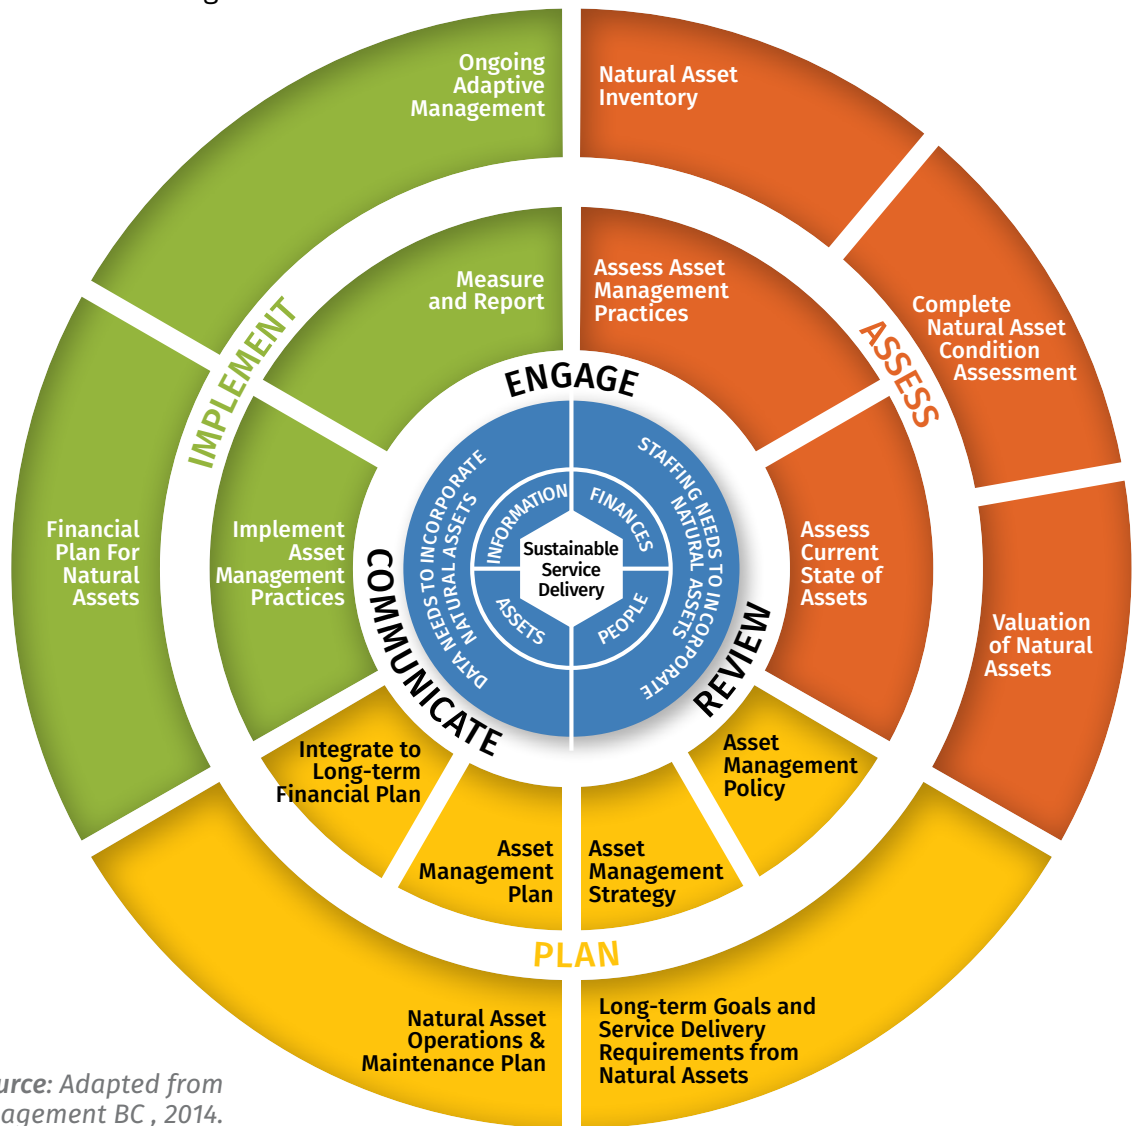 Ongoing
Adaptive
Management
Natural Asset
Inventory
Measure
and Report
Assess Asset
Management
Practices
Complete
Natural Asset
Condition
Assessment
IMPLEMENT
ASSESS
ENGAGE
DATA NEEDS TO INCORPORATE
NATURAL ASSETS
STAFFING NEEDS TO INCORPORATE
NATURAL ASSETS
INFORMATION
FINANCES
Sustainable
Service
Delivery
ASSETS
PEOPLE
Financial
Plan For
Natural
Assets
Implement
Asset
Management
Practices
Assess
Current
State of
Assets
Valuation
of Natural
Assets
COMMUNICATE
REVIEW
Integrate to
Long-term
Financial Plan
Asset
Management
Plan
Asset
Management
Strategy
Asset
Management
Policy
PLAN
Natural Asset
Operations &
Maintenance Plan
Long-term Goals and
Service Delivery
Requirements from
Natural Assets
Adapted from
BC , 2014.